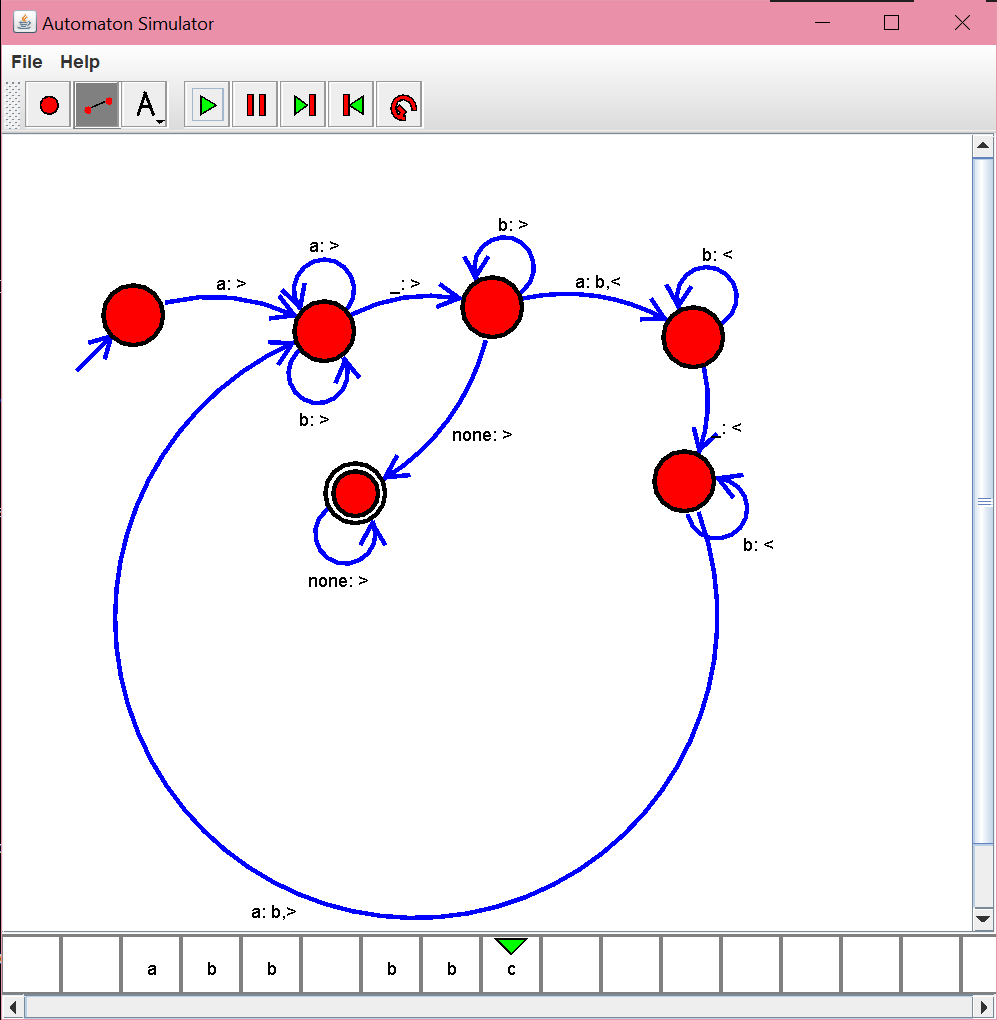 Automaton Simulator
File Help
A
b: >
a: >
b: <
a: >
_: >
a: b,<
b: >
none: >
_: <
b: <
none: >
a: b,>
a b b b b c